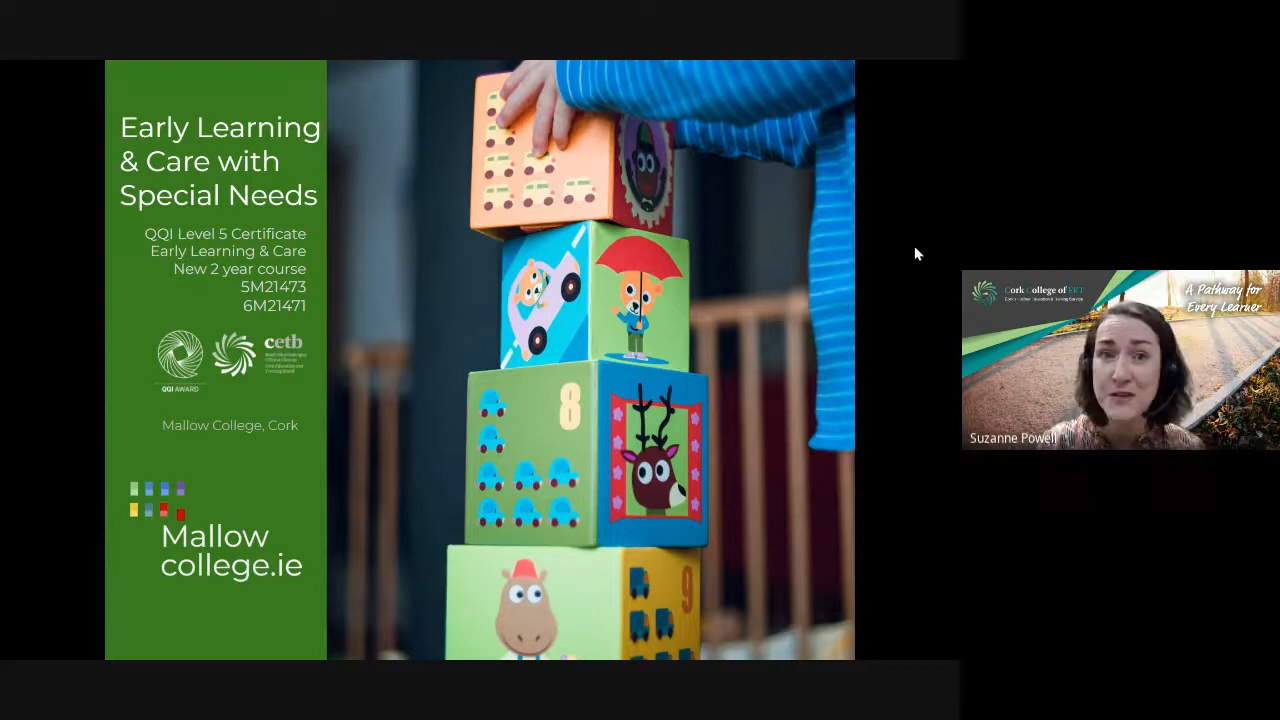 Early Learning
& Care with
Special Needs
QQI Level 5 Certificate
Early Learning & Care
New 2 year course
5M21473
6M21471
cetb
QQI AWARD
Mallow College, Cork
Mallow
college.ie
8
9
Cork College of FET
A Pathway for
Every Learner
Suzanne Powell